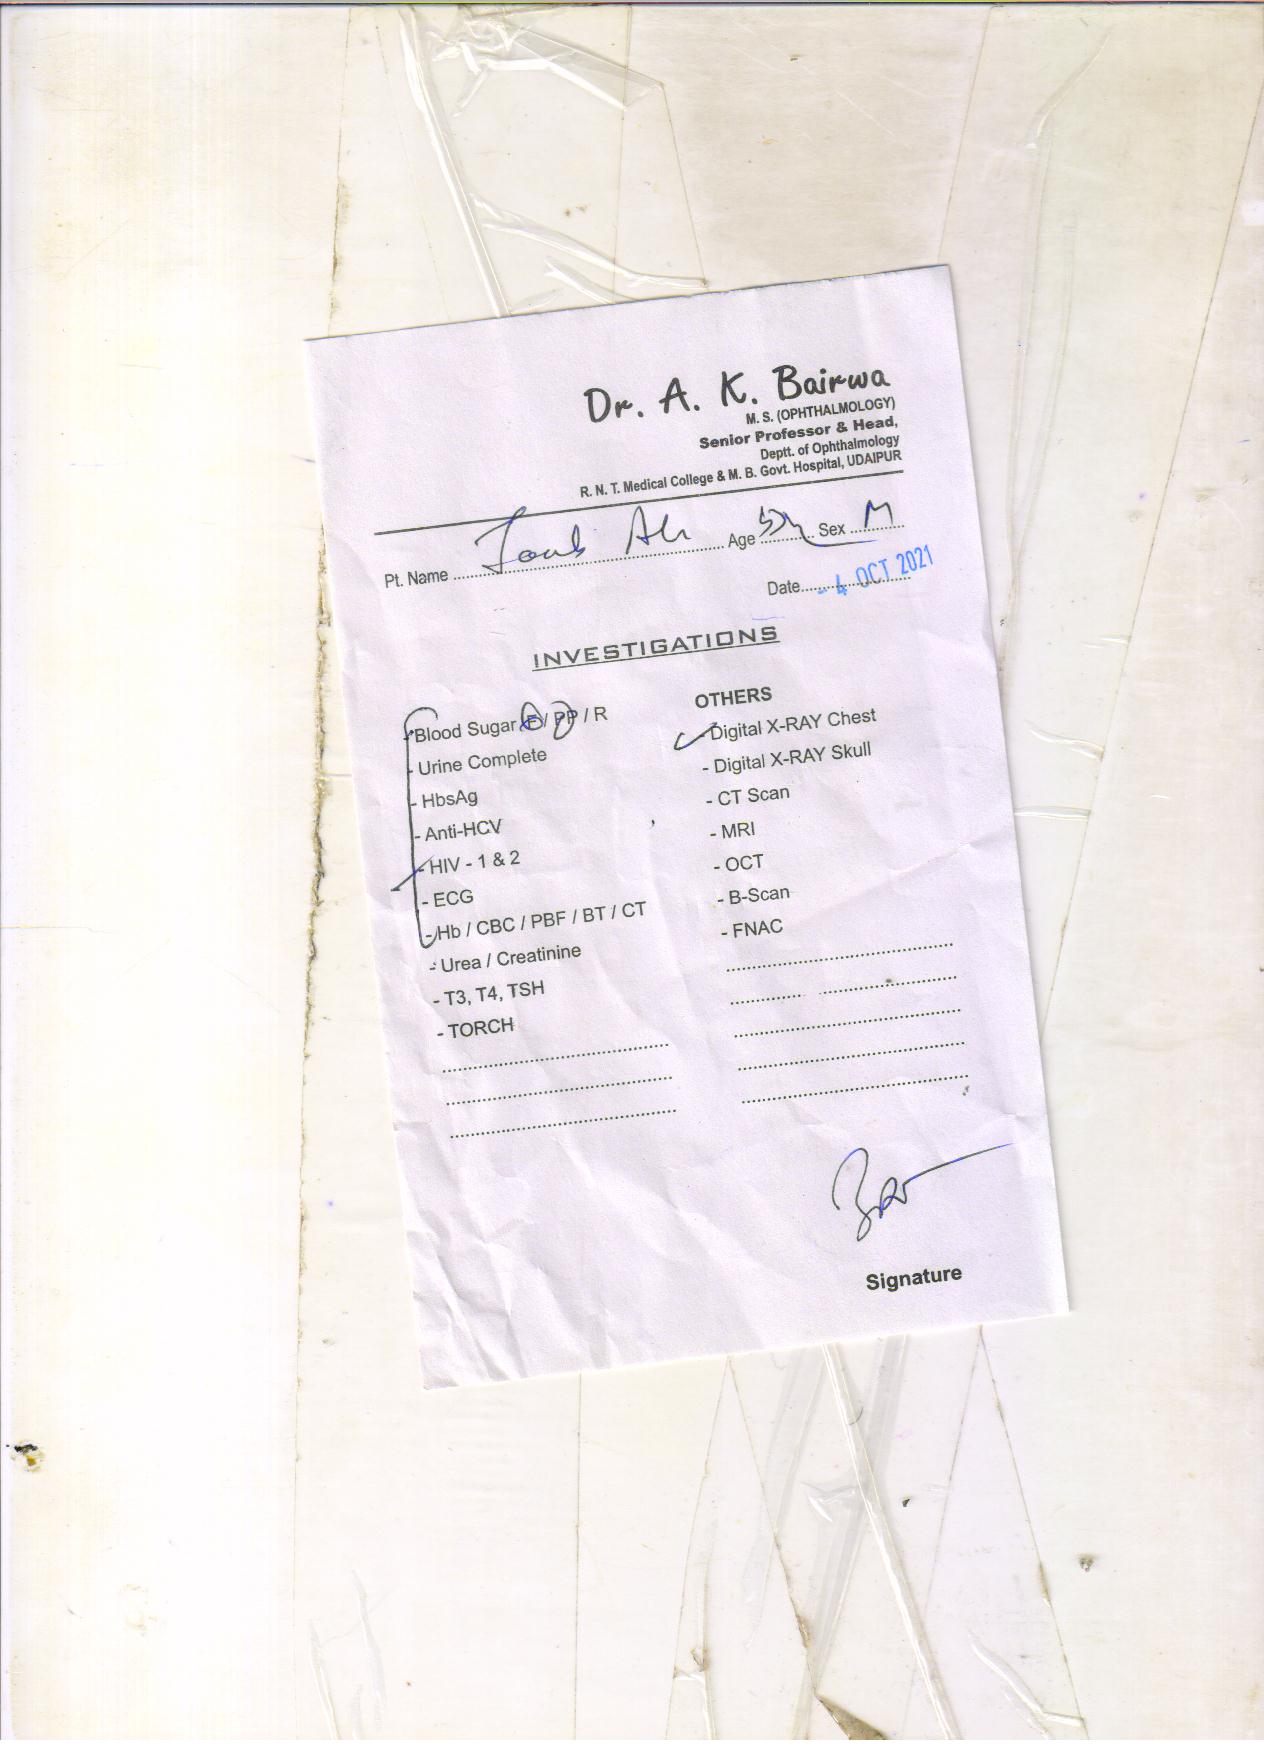 Dr. A. K. Bairwa
M. S. (OPHTHALMOLOGY)
Senior Professor & Head,
Deptt. of Ophthalmology
R. N. T. Medical College & M. B. Govt. Hospital, UDAIPUR
Pt. Name Ali Age Sex M
Date - 4 OCT 2021
INVESTIGATIONS
- Blood Sugar F / PP / R
- Urine Complete
- HbsAg
- Anti-HCV
- HIV - 1 & 2
- ECG
- Hb / CBC / PBF / BT / CT
- Urea / Creatinine
- T3, T4, TSH
- TORCH
OTHERS
- Digital X-RAY Chest
- Digital X-RAY Skull
- CT Scan
- MRI
- OCT
- B-Scan
- FNAC
Signature